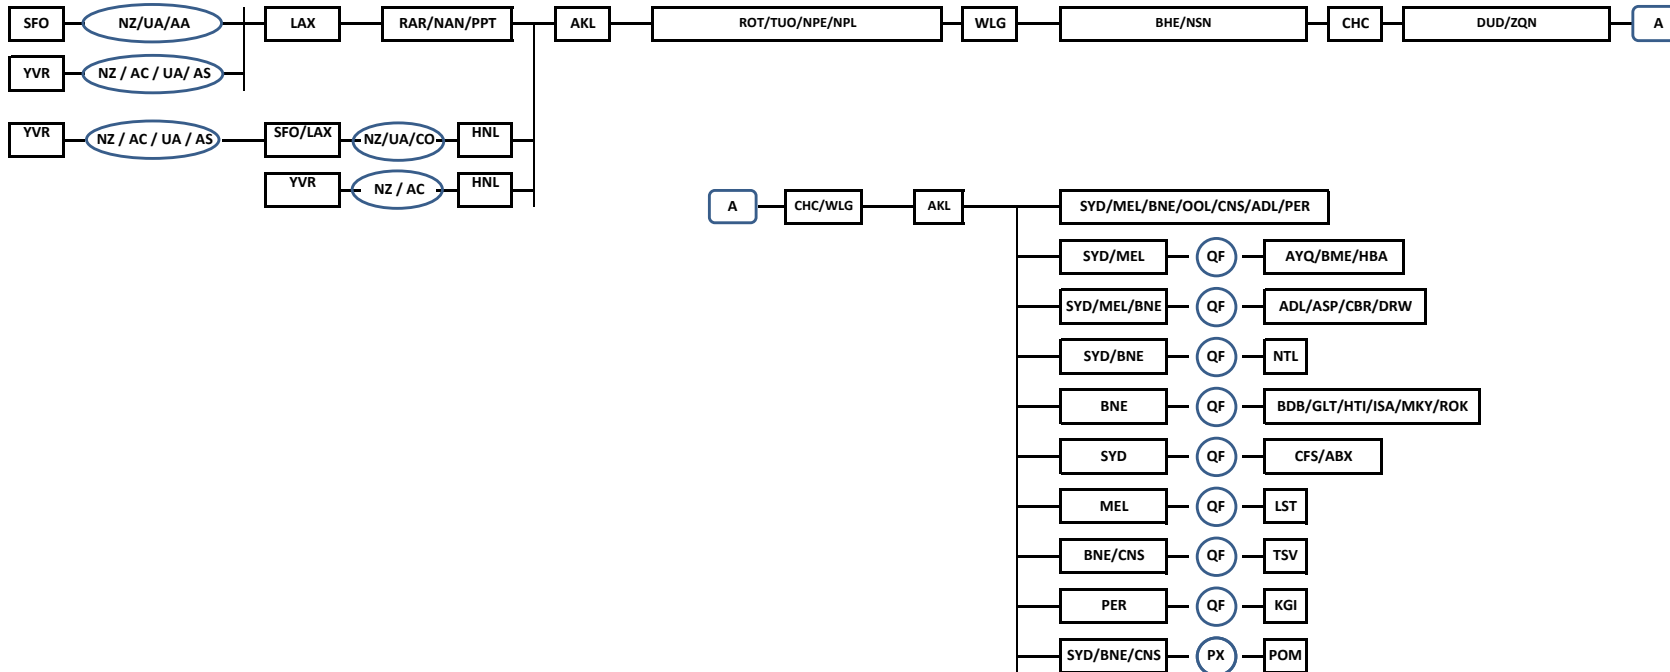 SFO NZ/UA/AA LAX RAR/NAN/PPT AKL ROT/TUO/NPE/NPL WLG BHE/NSN CHC DUD/ZQN A
YVR NZ / AC / UA/ AS
YVR NZ / AC / UA / AS SFO/LAX NZ/UA/CO HNL
YVR NZ / AC HNL
A CHC/WLG AKL SYD/MEL/BNE/OOL/CNS/ADL/PER
SYD/MEL QF AYQ/BME/HBA
SYD/MEL/BNE QF ADL/ASP/CBR/DRW
SYD/BNE QF NTL
BNE QF BDB/GLT/HTI/ISA/MKY/ROK
SYD QF CFS/ABX
MEL QF LST
BNE/CNS QF TSV
PER QF KGI
SYD/BNE/CNS PX POM